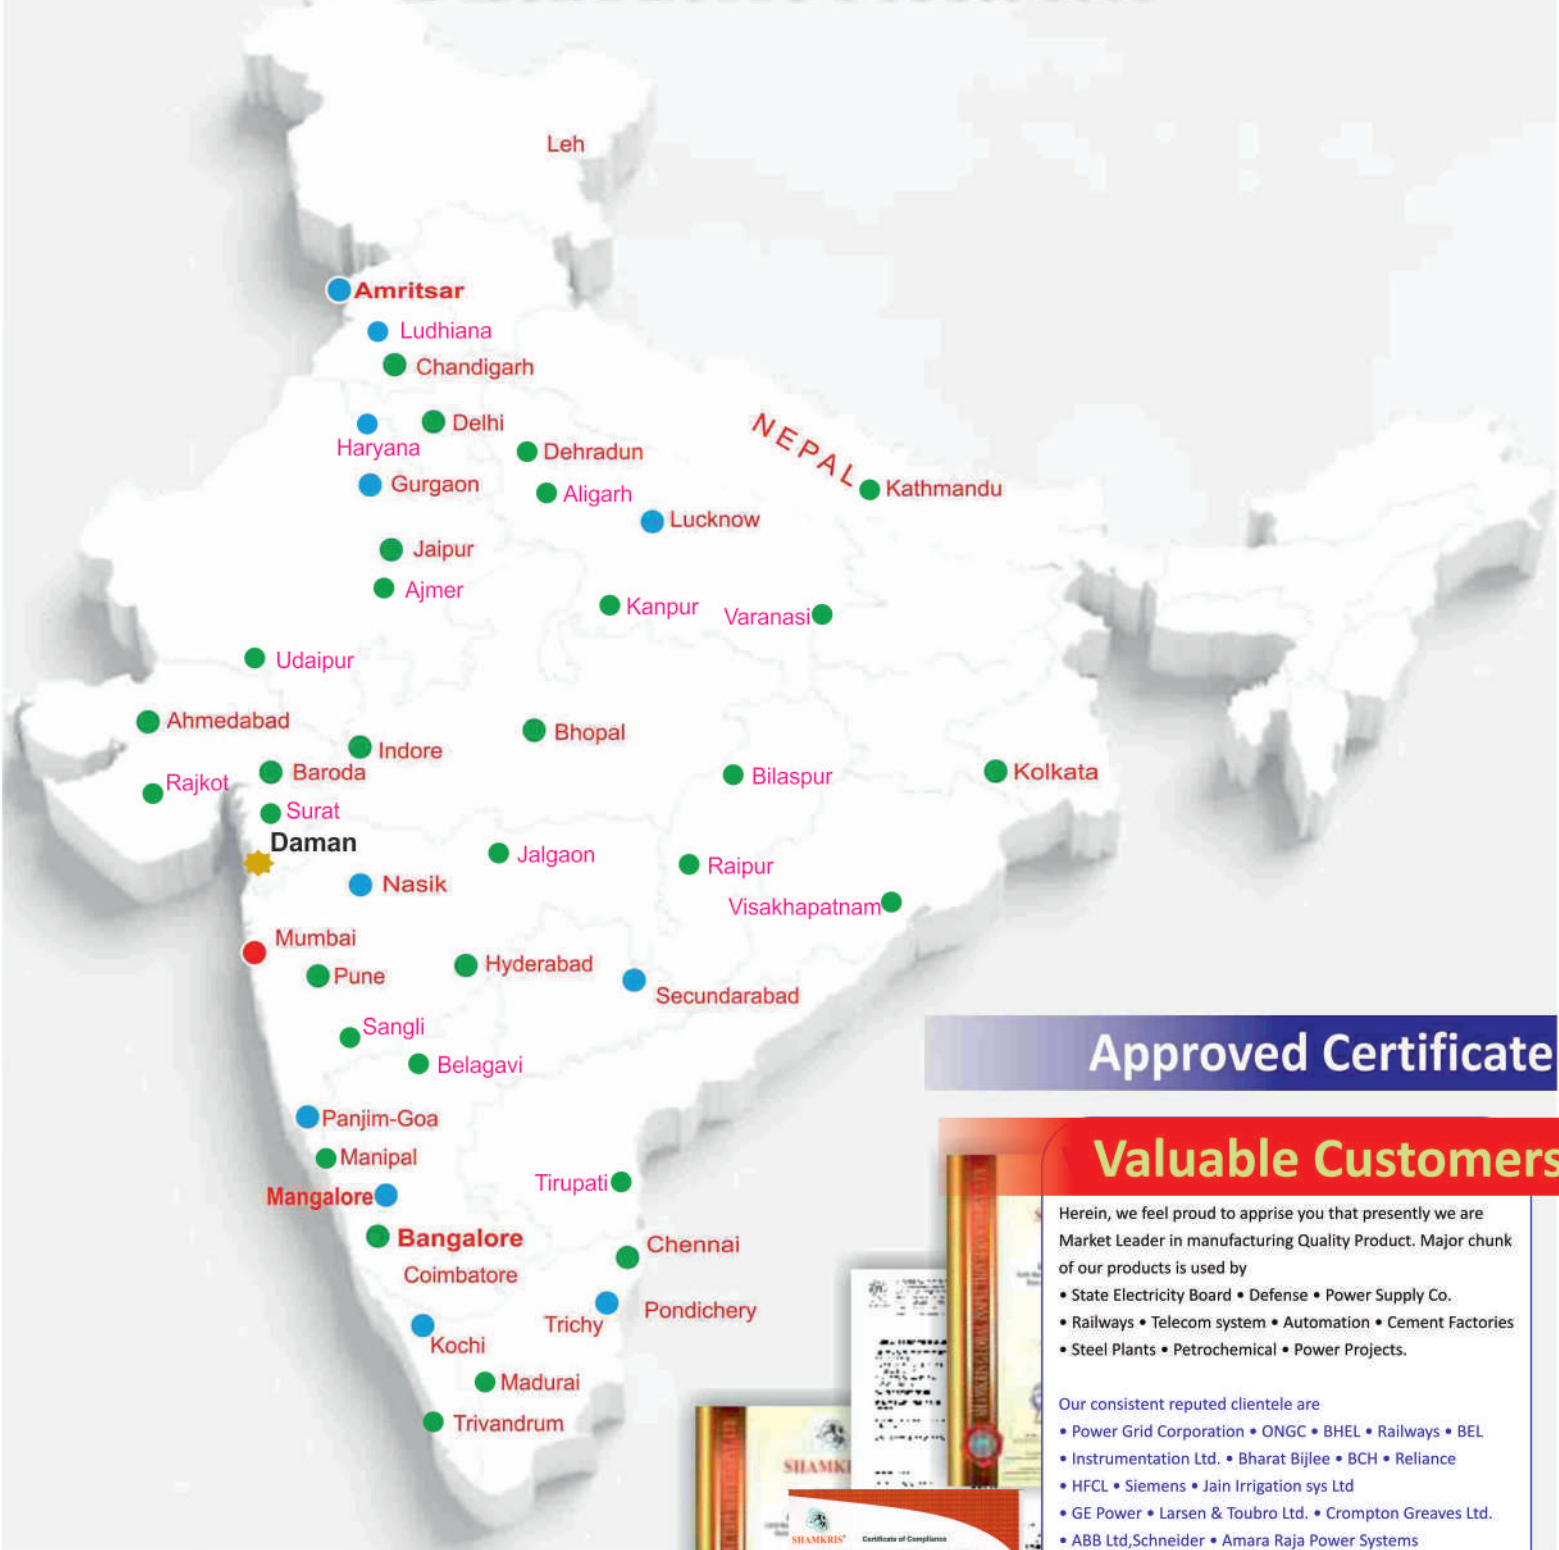 Leh
Amritsar
Ludhiana
Chandigarh
Delhi
Haryana
Dehradun
NEPAL
Gurgaon
Aligarh
Kathmandu
Lucknow
Jaipur
Ajmer
Kanpur
Varanasi
Udaipur
Ahmedabad
Bhopal
Indore
Baroda
Rajkot
Bilaspur
Kolkata
Surat
Daman
Jalgaon
Raipur
Nasik
Visakhapatnam
Mumbai
Pune
Hyderabad
Secundarabad
Sangli
Belagavi
Panjim-Goa
Manipal
Tirupati
Mangalore
Bangalore
Chennai
Coimbatore
Pondichery
Trichy
Kochi
Madurai
Trivandrum
Approved Certificate
Valuable Customers
Herein, we feel proud to apprise you that presently we are
Market Leader in manufacturing Quality Product. Major chunk
of our products is used by
• State Electricity Board • Defense • Power Supply Co.
• Railways • Telecom system • Automation • Cement Factories
• Steel Plants • Petrochemical • Power Projects.
Our consistent reputed clientele are
• Power Grid Corporation • ONGC • BHEL • Railways • BEL
• Instrumentation Ltd. • Bharat Bijlee • BCH • Reliance
• HFCL • Siemens • Jain Irrigation sys Ltd
• GE Power • Larsen & Toubro Ltd. • Crompton Greaves Ltd.
• ABB Ltd,Schneider • Amara Raja Power Systems
SHAMKRIS
Certificate of Compliance